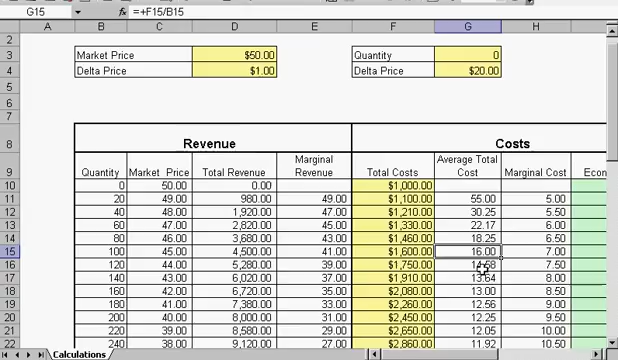 G15 fx =+F15/B15
A B C D E F G H
2
3 Market Price $50.00 Quantity 0
4 Delta Price $1.00 Delta Price $20.00
5
6
7
8 Revenue Costs
9 Quantity Market Price Total Revenue Marginal Revenue Total Costs Average Total Cost Marginal Cost Econ
10 0 50.00 0.00 $1,000.00
11 20 49.00 980.00 49.00 $1,100.00 55.00 5.00
12 40 48.00 1,920.00 47.00 $1,210.00 30.25 5.50
13 60 47.00 2,820.00 45.00 $1,330.00 22.17 6.00
14 80 46.00 3,680.00 43.00 $1,460.00 18.25 6.50
15 100 45.00 4,500.00 41.00 $1,600.00 16.00 7.00
16 120 44.00 5,280.00 39.00 $1,750.00 14.58 7.50
17 140 43.00 6,020.00 37.00 $1,910.00 13.64 8.00
18 160 42.00 6,720.00 35.00 $2,080.00 13.00 8.50
19 180 41.00 7,380.00 33.00 $2,260.00 12.56 9.00
20 200 40.00 8,000.00 31.00 $2,450.00 12.25 9.50
21 220 39.00 8,580.00 29.00 $2,650.00 12.05 10.00
22 240 38.00 9,120.00 27.00 $2,860.00 11.92 10.50
Calculations